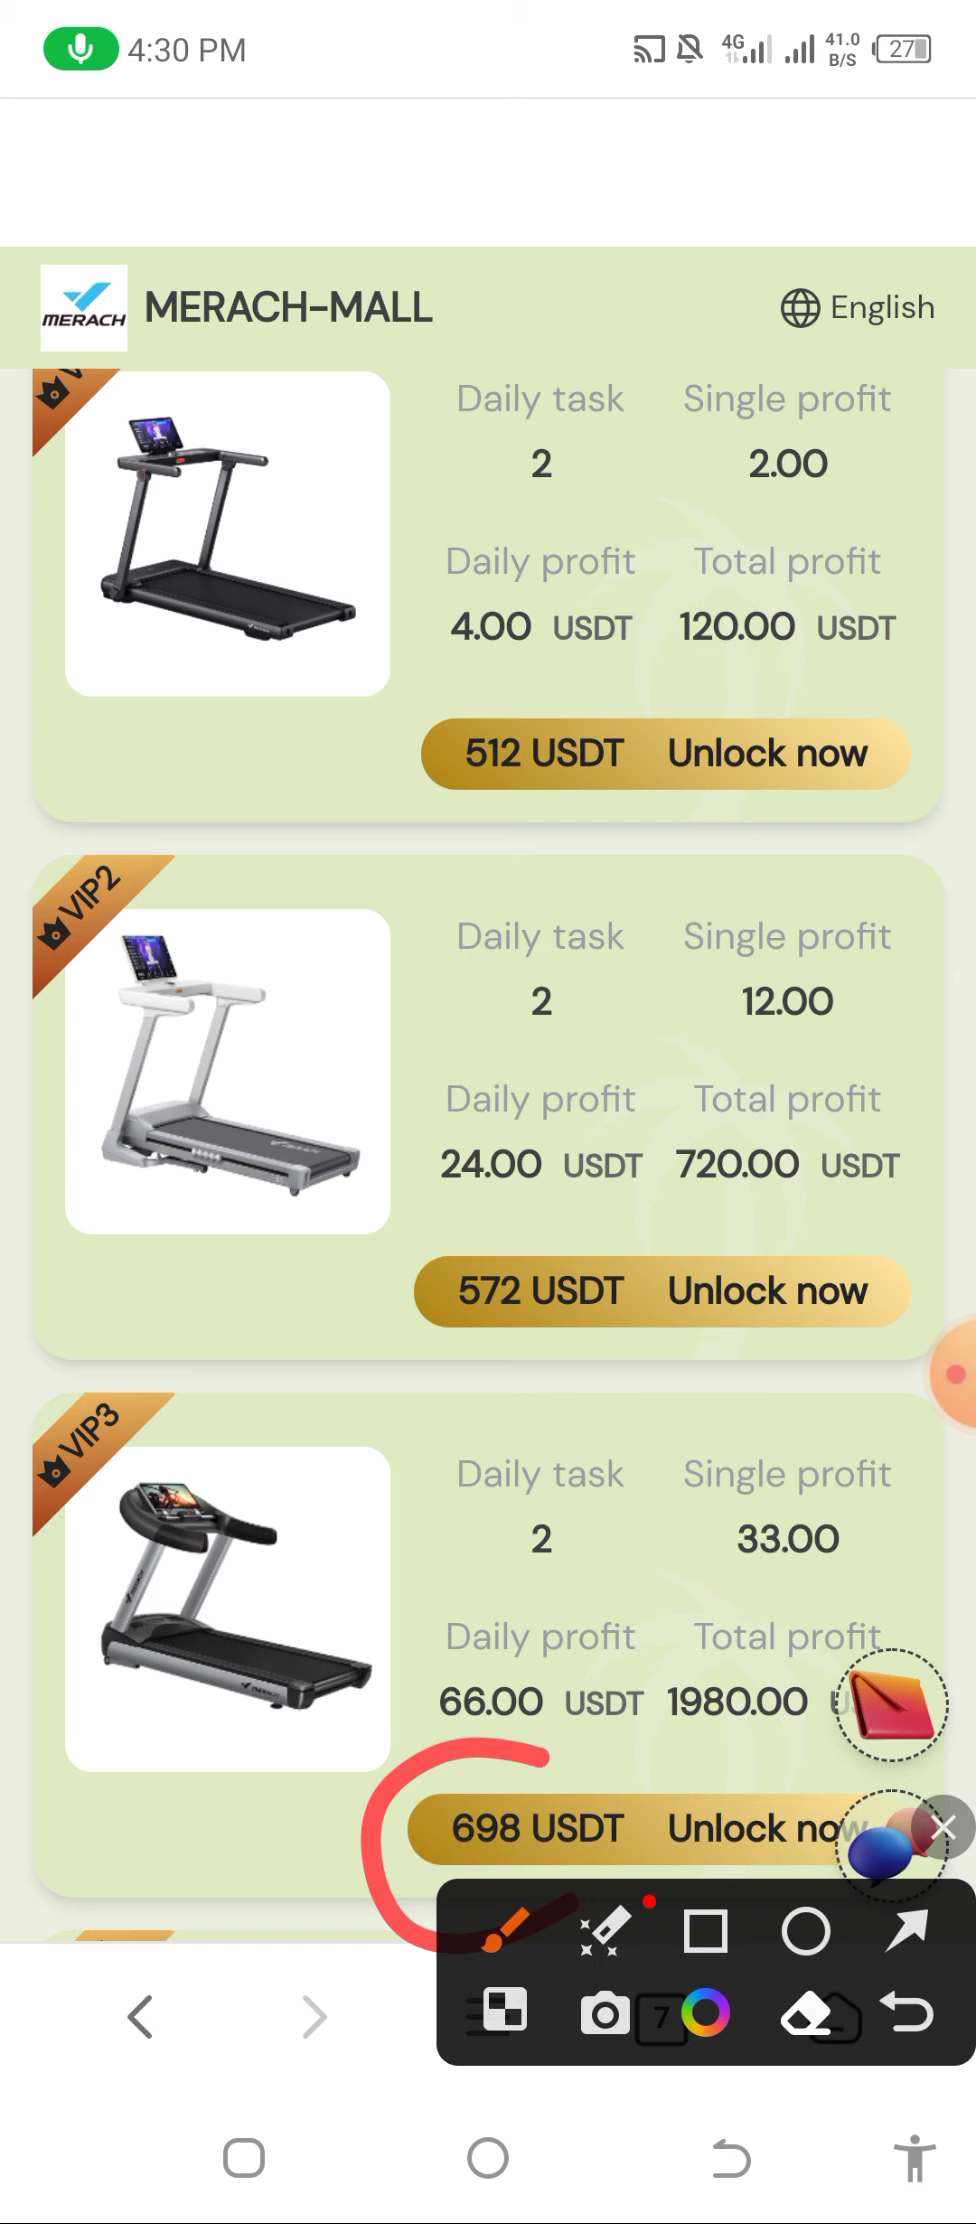 4:30 PM
4G
41.0
B/S
27
MERACH
MERACH-MALL
English
Daily task
Single profit
2
2.00
Daily profit
Total profit
4.00 USDT
120.00 USDT
512 USDT Unlock now
VIP2
Daily task
Single profit
2
12.00
Daily profit
Total profit
24.00 USDT
720.00 USDT
572 USDT Unlock now
VIP3
Daily task
Single profit
2
33.00
Daily profit
Total profit
66.00 USDT
1980.00
MERACH
698 USDT Unlock now
7